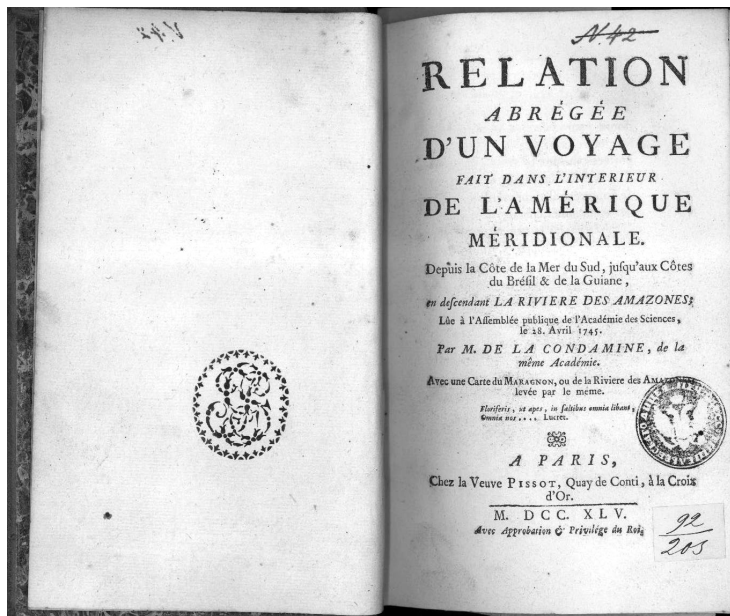 N. 42
RELATION
ABRÉGÉE
D'UN VOYAGE
FAIT DANS L'INTERIEUR
DE L'AMÉRIQUE
MÉRIDIONALE.
Depuis la Côte de la Mer du Sud, juſqu'aux Côtes
du Bréſil & de la Guiane,
en deſcendant LA RIVIERE DES AMAZONES;
Lûe à l'Aſſemblée publique de l'Académie des Sciences,
le 28. Avril 1745.
Par M. DE LA CONDAMINE, de la
même Académie.
Avec une Carte du MARAGNON, ou de la Riviere des AMAZONES,
levée par le même.
Floriferis, ut apes, in ſaltibus omnia libant,
Omnia nos.... Lucret.
A PARIS,
Chez la Veuve PISSOT, Quay de Conti, à la Croix
d'Or.
M. DCC. XLV.
Avec Approbation & Privilége du Roi.
92
203